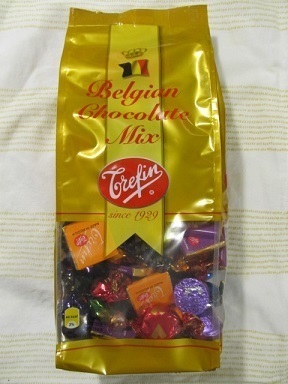 Belgian
Chocolate
Mix
Trefin
since 1929